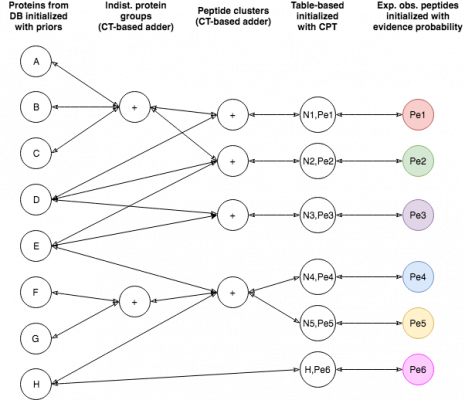 Proteins from
DB initialized
with priors
Indist. protein
groups
(CT-based adder)
Peptide clusters
(CT-based adder)
Table-based
initialized
with CPT
Exp. obs. peptides
initialized with
evidence probability
A
B
C
D
E
F
G
H
+
+
+
+
+
+
N1,Pe1
N2,Pe2
N3,Pe3
N4,Pe4
N5,Pe5
H,Pe6
Pe1
Pe2
Pe3
Pe4
Pe5
Pe6